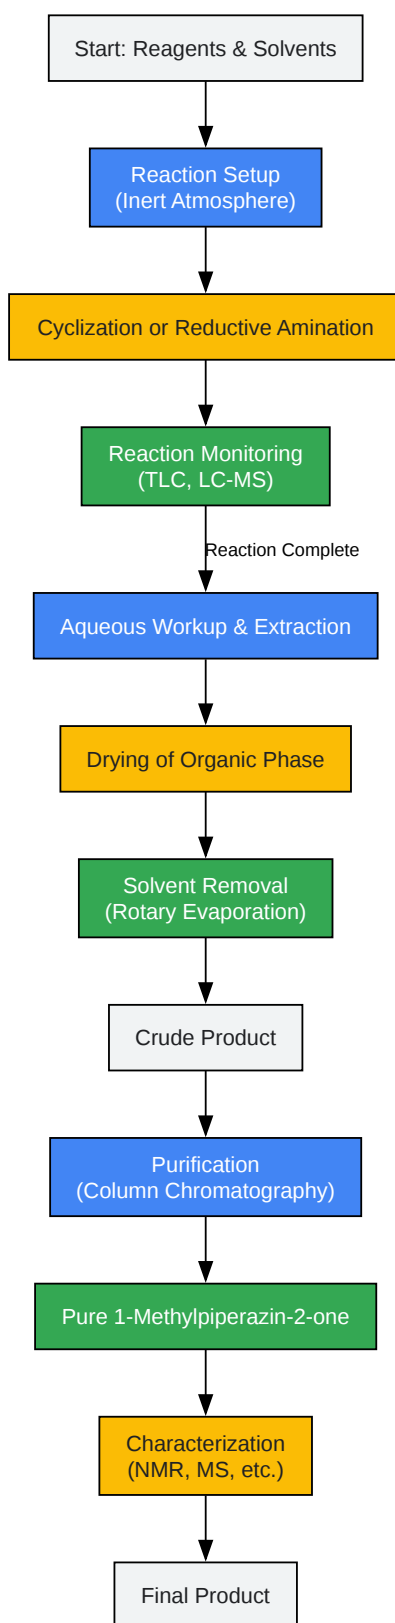 Start: Reagents & Solvents
Reaction Setup
(Inert Atmosphere)
Cyclization or Reductive Amination
Reaction Monitoring
(TLC, LC-MS)
Reaction Complete
Aqueous Workup & Extraction
Drying of Organic Phase
Solvent Removal
(Rotary Evaporation)
Crude Product
Purification
(Column Chromatography)
Pure 1-Methylpiperazin-2-one
Characterization
(NMR, MS, etc.)
Final Product